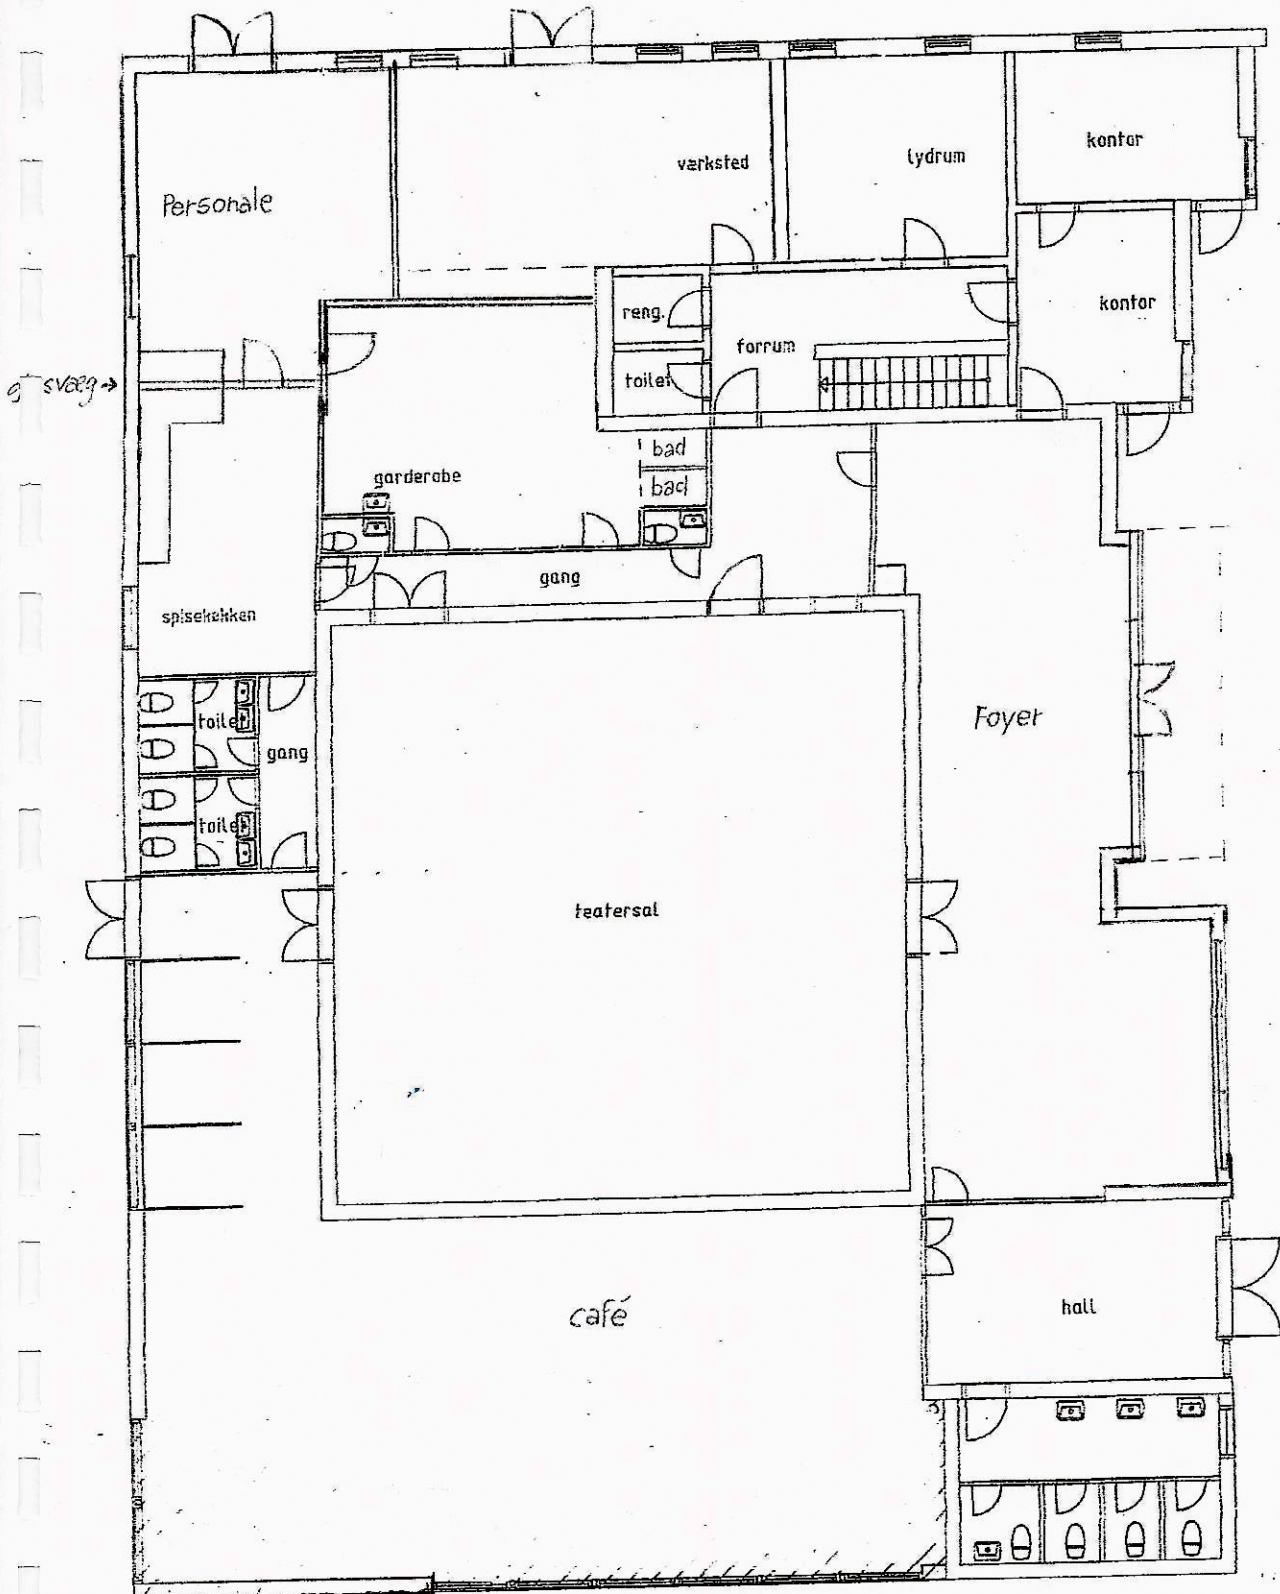 kontor
værksted
lydrum
Personale
reng.
kontor
forrum
toilet
bad
garderobe
bad
gang
spisekøkken
Foyer
toilet
gang
toilet
teatersal
café
hall